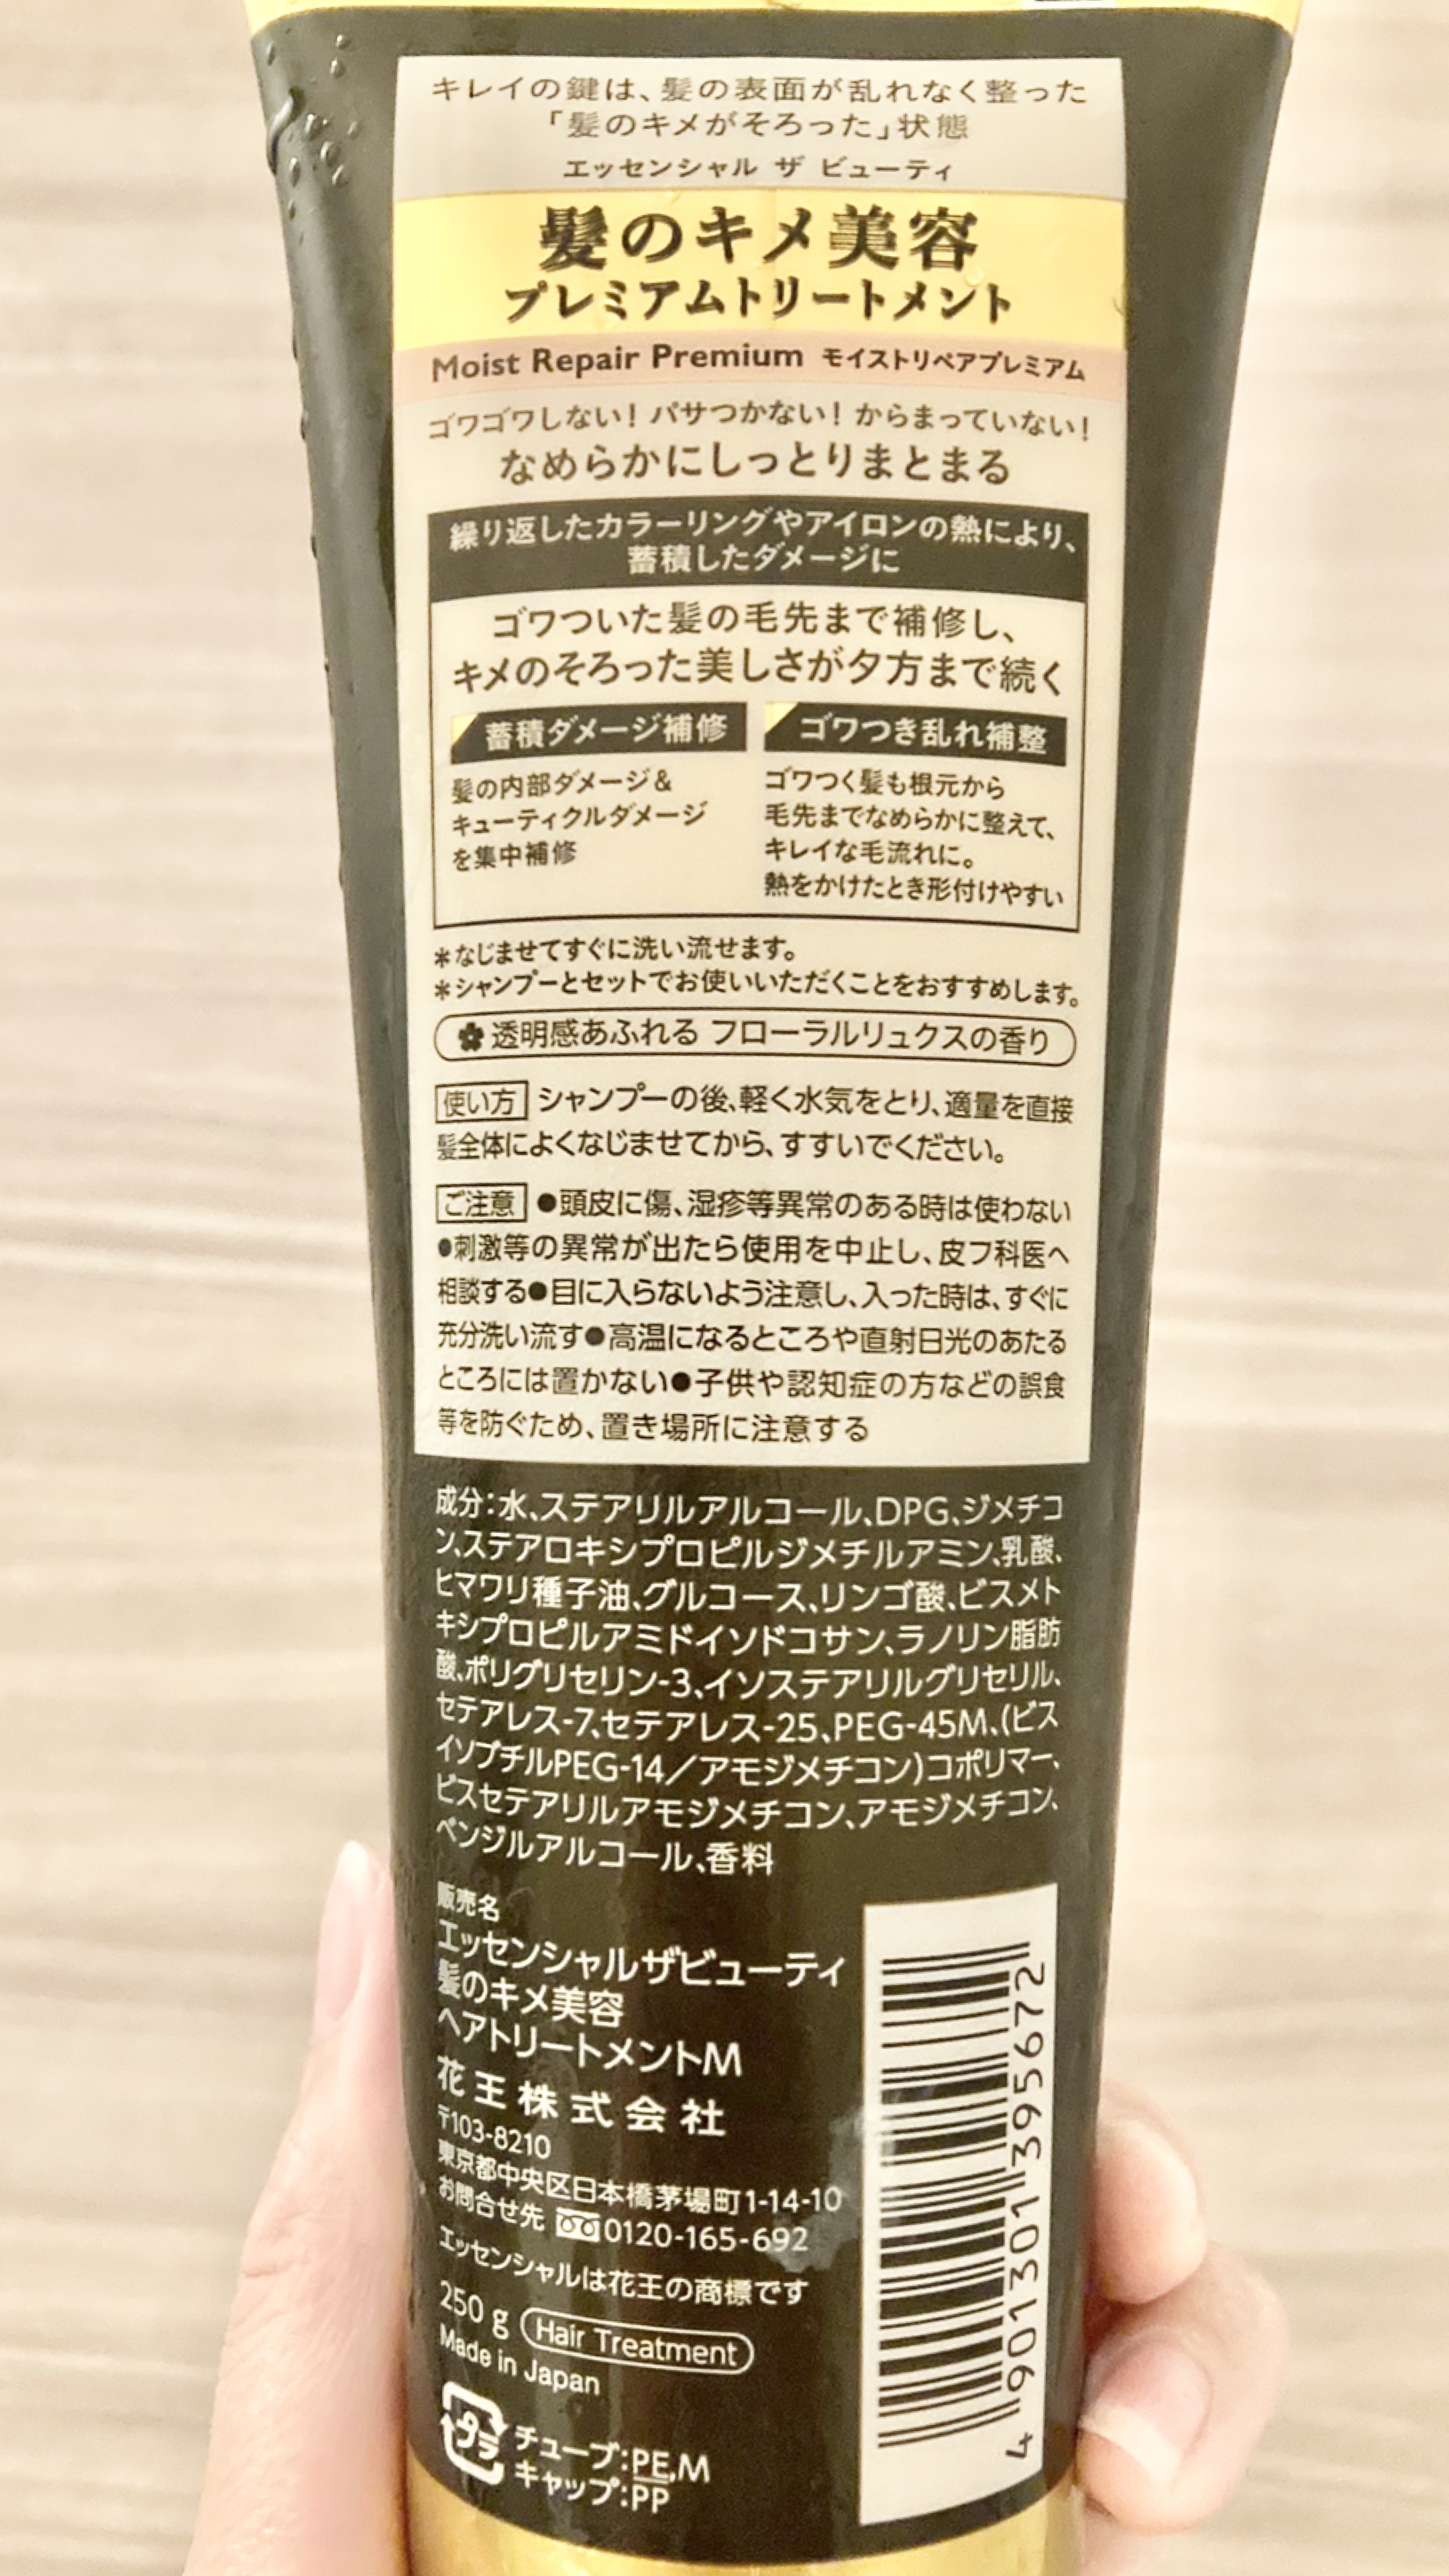 キレイの鍵は、髪の表面が乱れなく整った
「髪のキメがそろった」状態
エッセンシャル ザ ビューティ
髪のキメ美容
プレミアムトリートメント
Moist Repair Premium モイストリペアプレミアム
ゴワゴワしない！パサつかない！からまっていない！
なめらかにしっとりまとまる
繰り返したカラーリングやアイロンの熱により、
蓄積したダメージに
ゴワついた髪の毛先まで補修し、
キメのそろった美しさが夕方まで続く
蓄積ダメージ補修
髪の内部ダメージ＆
キューティクルダメージ
を集中補修
ゴワつき乱れ補整
ゴワつく髪も根元から
毛先までなめらかに整えて、
キレイな毛流れに。
熱をかけたとき形付けやすい
＊なじませてすぐに洗い流せます。
＊シャンプーとセットでお使いいただくことをおすすめします。
透明感あふれる フローラルリュクスの香り
使い方 シャンプーの後、軽く水気をとり、適量を直接
髪全体によくなじませてから、すすいでください。
ご注意 ●頭皮に傷、湿疹等異常のある時は使わない
●刺激等の異常が出たら使用を中止し、皮フ科医へ
相談する●目に入らないよう注意し、入った時は、すぐに
充分洗い流す●高温になるところや直射日光のあたる
ところには置かない●子供や認知症の方などの誤食
等を防ぐため、置き場所に注意する
成分：水、ステアリルアルコール、DPG、ジメチコ
ン、ステアロキシプロピルジメチルアミン、乳酸、
ヒマワリ種子油、グルコース、リンゴ酸、ビスメト
キシプロピルアミドイソドコサン、ラノリン脂肪
酸、ポリグリセリン-3、イソステアリルグリセリル、
セテアレス-7、セテアレス-25、PEG-45M、（ビス
イソブチルPEG-14／アモジメチコン）コポリマー、
ビスセテアリルアモジメチコン、アモジメチコン、
ベンジルアルコール、香料
販売名
エッセンシャルザビューティ
髪のキメ美容
ヘアトリートメントM
花王株式会社
〒103-8210
東京都中央区日本橋茅場町1-14-10
お問合せ先 0120-165-692
エッセンシャルは花王の商標です
250 g Hair Treatment
Made in Japan
プラ
チューブ：PE,M
キャップ：PP
4 901301 395672